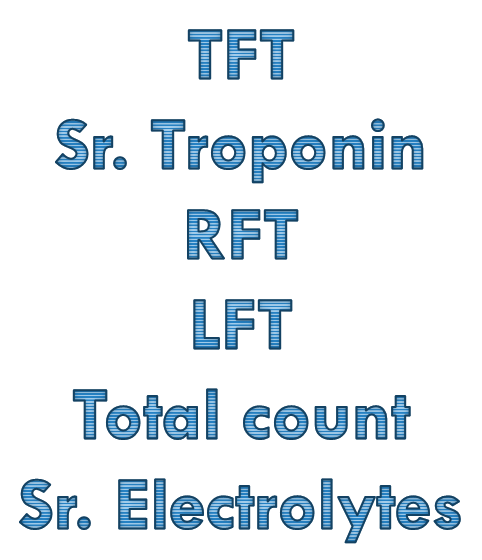 TFT
Sr. Troponin
RFT
LFT
Total count
Sr. Electrolytes